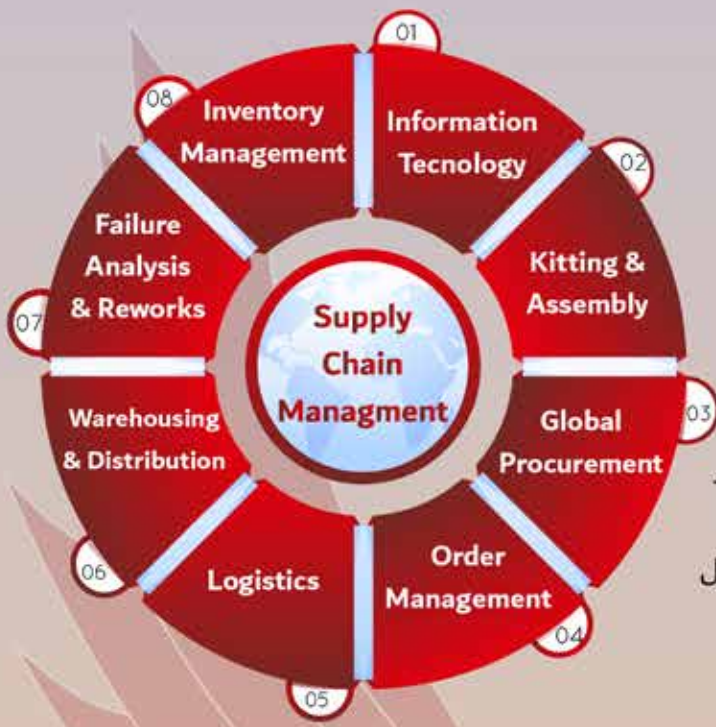 01
Information
Tecnology
02
Kitting &
Assembly
03
Global
Procurement
04
Order
Management
05
Logistics
06
Warehousing
& Distribution
07
Failure
Analysis
& Reworks
08
Inventory
Management
Supply
Chain
Managment